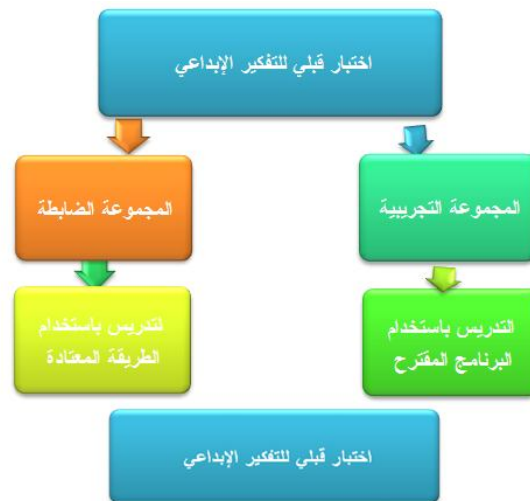 اختبار قبلي للتفكير الإبداعي
المجموعة التجريبية
المجموعة الضابطة
التدريس باستخدام
البرنامج المقترح
لتدريس باستخدام
الطريقة المعتادة
اختبار قبلي للتفكير الإبداعي